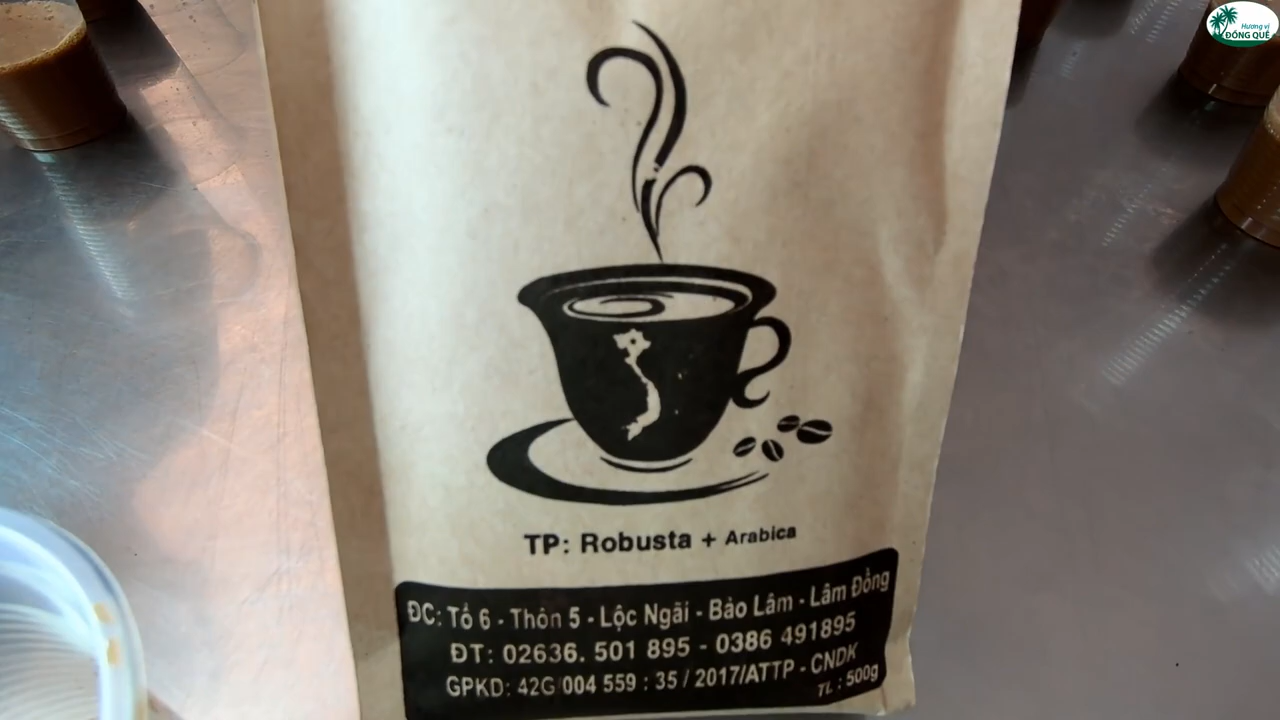 Hương vị
ĐỒNG QUÊ
TP: Robusta + Arabica
ĐC: Tổ 6 - Thôn 5 - Lộc Ngãi - Bảo Lâm - Lâm Đồng
ĐT: 02636. 501 895 - 0386 491895
GPKD: 42G 004 559 : 35 / 2017/ATTP - CNDK
TL : 500g